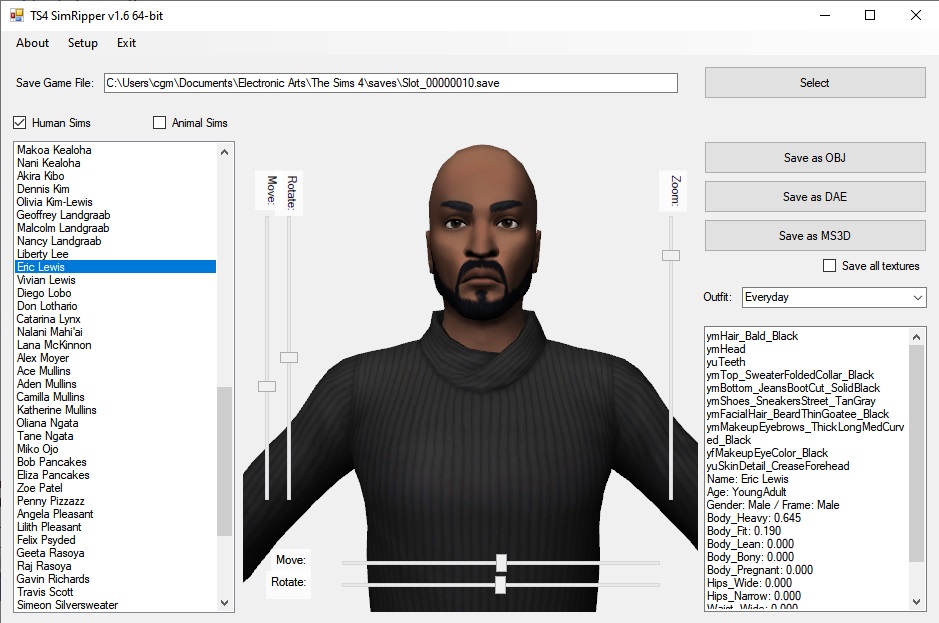 TS4 SimRipper v1.6 64-bit
About Setup Exit
Save Game File: C:\Users\cgm\Documents\Electronic Arts\The Sims 4\saves\Slot_00000010.save Select
Human Sims Animal Sims
Makoa Kealoha
Nani Kealoha
Akira Kibo
Dennis Kim
Olivia Kim-Lewis
Geoffrey Landgraab
Malcolm Landgraab
Nancy Landgraab
Liberty Lee
Eric Lewis
Vivian Lewis
Diego Lobo
Don Lothario
Catarina Lynx
Nalani Mahi'ai
Lana McKinnon
Alex Moyer
Ace Mullins
Aden Mullins
Camilla Mullins
Katherine Mullins
Oliana Ngata
Tane Ngata
Miko Ojo
Bob Pancakes
Eliza Pancakes
Zoe Patel
Penny Pizzazz
Angela Pleasant
Lilith Pleasant
Felix Psyded
Geeta Rasoya
Raj Rasoya
Gavin Richards
Travis Scott
Simeon Silversweater
Move:
Rotate:
Zoom:
Move:
Rotate:
Save as OBJ
Save as DAE
Save as MS3D
Save all textures
Outfit: Everyday
ymHair_Bald_Black
ymHead
yuTeeth
ymTop_SweaterFoldedCollar_Black
ymBottom_JeansBootCut_SolidBlack
ymShoes_SneakersStreet_TanGray
ymFacialHair_BeardThinGoatee_Black
ymMakeupEyebrows_ThickLongMedCurv
ed_Black
yfMakeupEyeColor_Black
yuSkinDetail_CreaseForehead
Name: Eric Lewis
Age: YoungAdult
Gender: Male / Frame: Male
Body_Heavy: 0.645
Body_Fit: 0.190
Body_Lean: 0.000
Body_Bony: 0.000
Body_Pregnant: 0.000
Hips_Wide: 0.000
Hips_Narrow: 0.000
Waist_Wide: 0.000